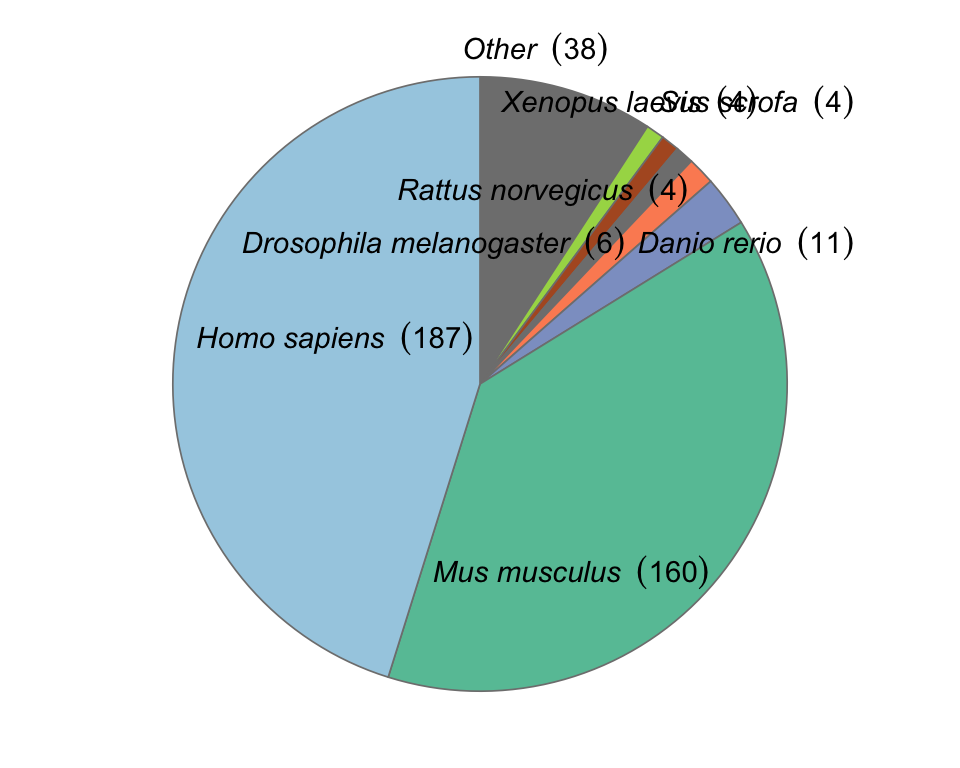 Other (38)
Xenopus laevis (4)
Sus scrofa (4)
Rattus norvegicus (4)
Drosophila melanogaster (6)
Danio rerio (11)
Homo sapiens (187)
Mus musculus (160)